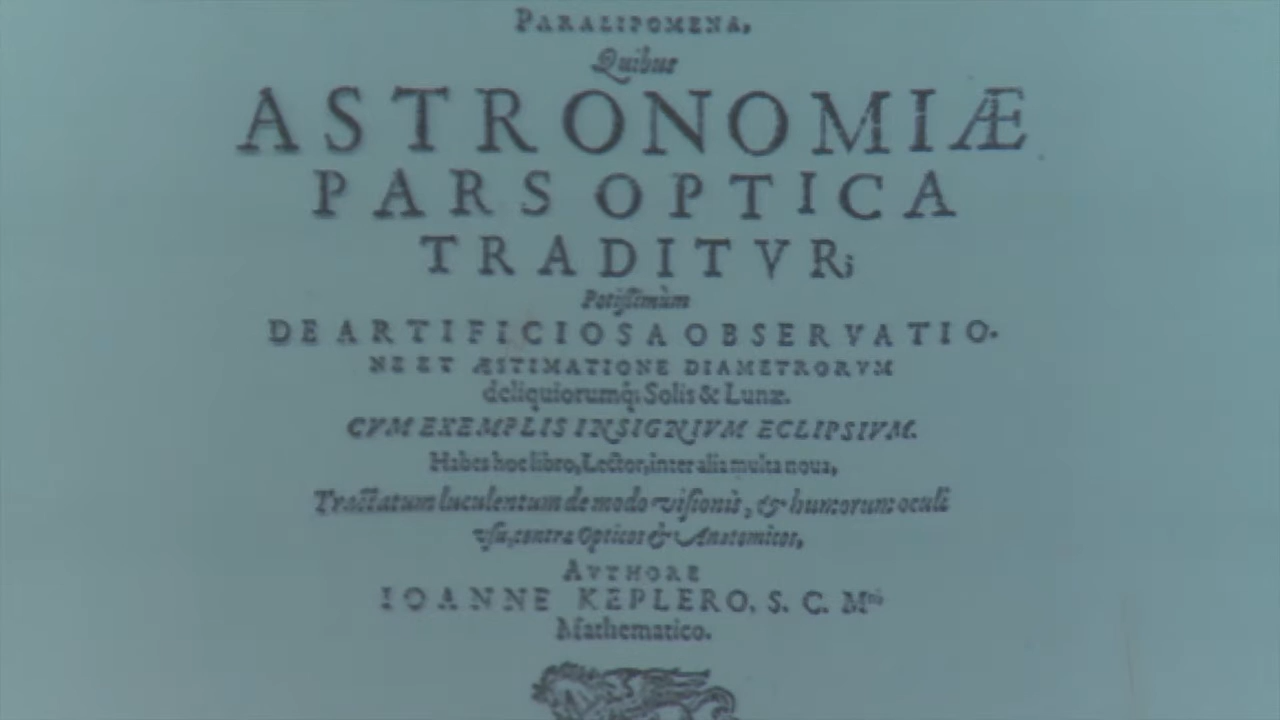 PARALIPOMENA,
Quibus
ASTRONOMIÆ
PARS OPTICA
TRADITVR;
Potißimùm
DE ARTIFICIOSA OBSERVATIO-
NE ET ÆSTIMATIONE DIAMETRORVM
deliquiorumq; Solis & Lunæ.
CVM EXEMPLIS INSIGNIVM ECLIPSIVM.
Habes hoc libro, Lector, inter alia multa noua,
Tractatum luculentum de modo visionis, & humorum oculi
vsu, contra Opticos & Anatomicos,
AVTHORE
IOANNE KEPLERO, S. C. Mtis
Mathematico.